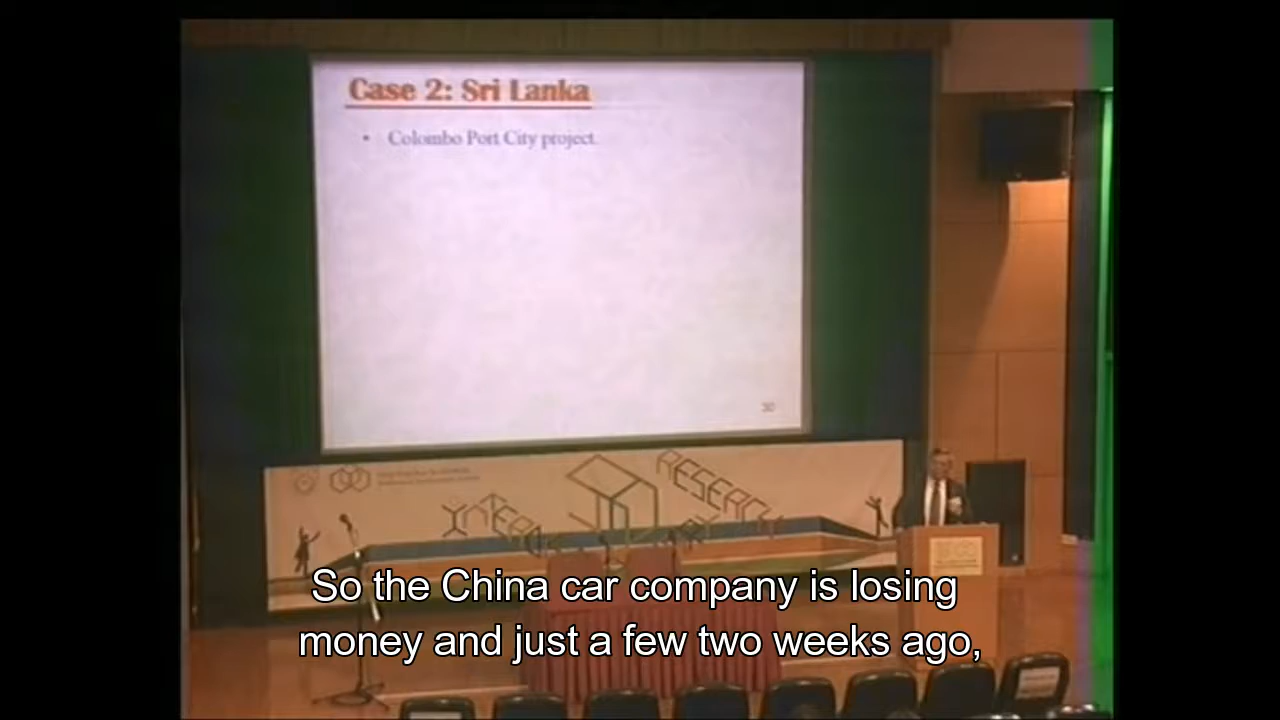 Case 2: Sri Lanka
• Colombo Port City project
30
RESEARCH
So the China car company is losing
money and just a few two weeks ago,